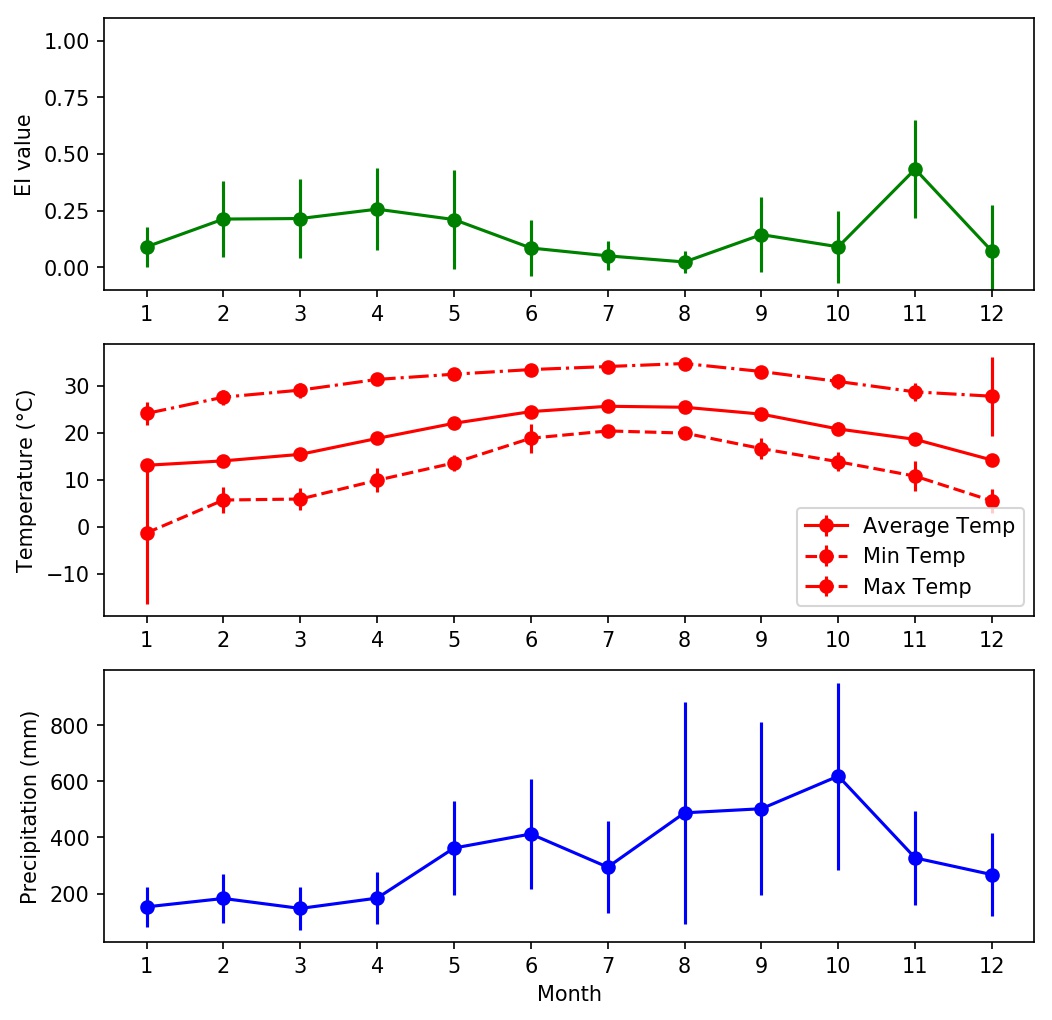 EI value
1.00
0.75
0.50
0.25
0.00
1 2 3 4 5 6 7 8 9 10 11 12
Temperature (°C)
30
20
10
0
−10
Average Temp
Min Temp
Max Temp
1 2 3 4 5 6 7 8 9 10 11 12
Precipitation (mm)
800
600
400
200
1 2 3 4 5 6 7 8 9 10 11 12
Month